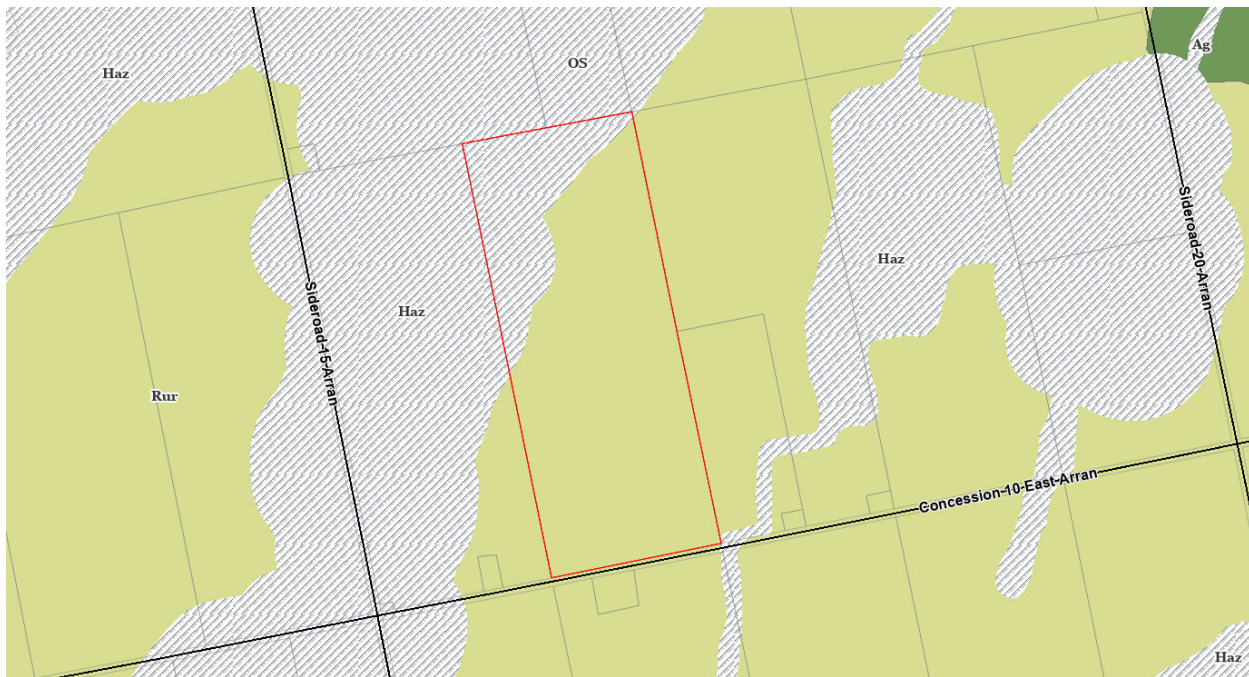 Haz
OS
Ag
Sideroad-20-Arran
Haz
Sideroad-15-Arran
Haz
Rur
Concession-10-East-Arran
Haz